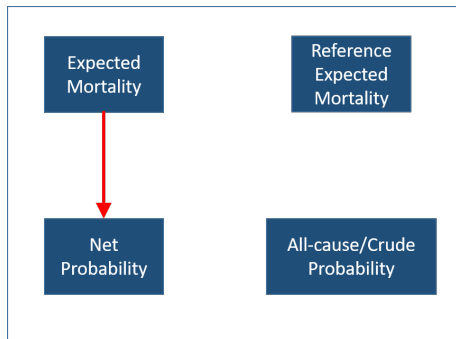 Expected
Mortality
Reference
Expected
Mortality
Net
Probability
All-cause/Crude
Probability